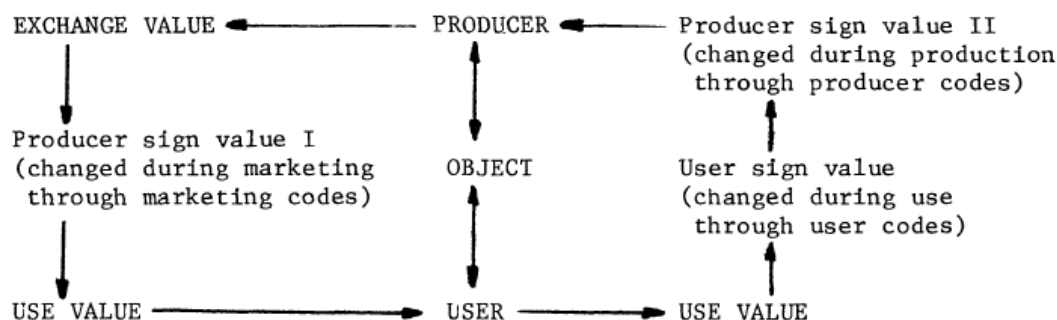 EXCHANGE VALUE
PRODUCER
Producer sign value II
(changed during production
through producer codes)
Producer sign value I
(changed during marketing
through marketing codes)
OBJECT
User sign value
(changed during use
through user codes)
USE VALUE
USER
USE VALUE